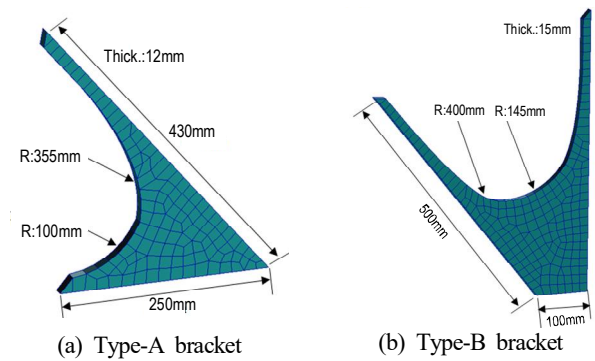 Thick.:12mm
430mm
R:355mm
R:100mm
250mm
(a) Type-A bracket
Thick.:15mm
R:400mm
R:145mm
500mm
100mm
(b) Type-B bracket